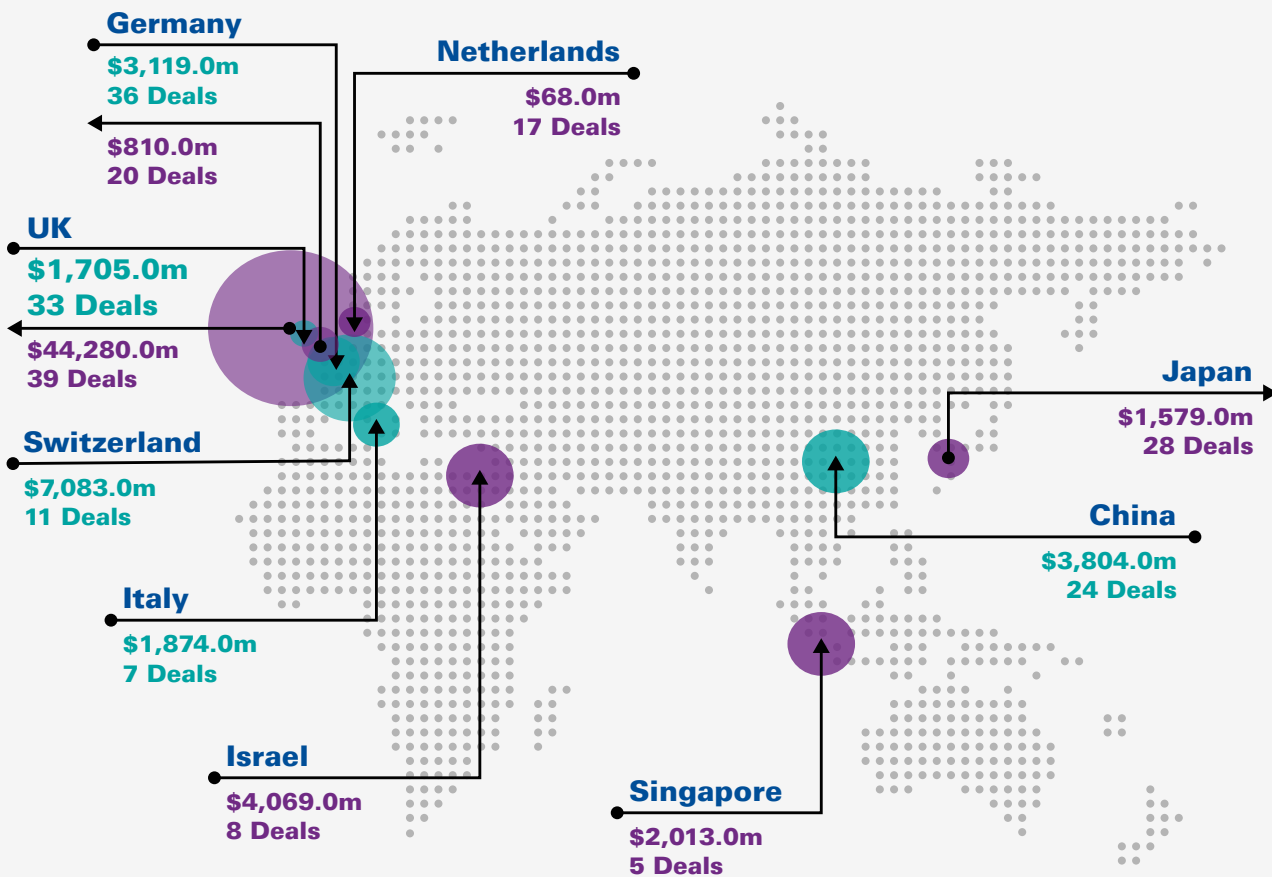 Germany
$3,119.0m
36 Deals
$810.0m
20 Deals
Netherlands
$68.0m
17 Deals
UK
$1,705.0m
33 Deals
$44,280.0m
39 Deals
Switzerland
$7,083.0m
11 Deals
Japan
$1,579.0m
28 Deals
China
$3,804.0m
24 Deals
Italy
$1,874.0m
7 Deals
Israel
$4,069.0m
8 Deals
Singapore
$2,013.0m
5 Deals